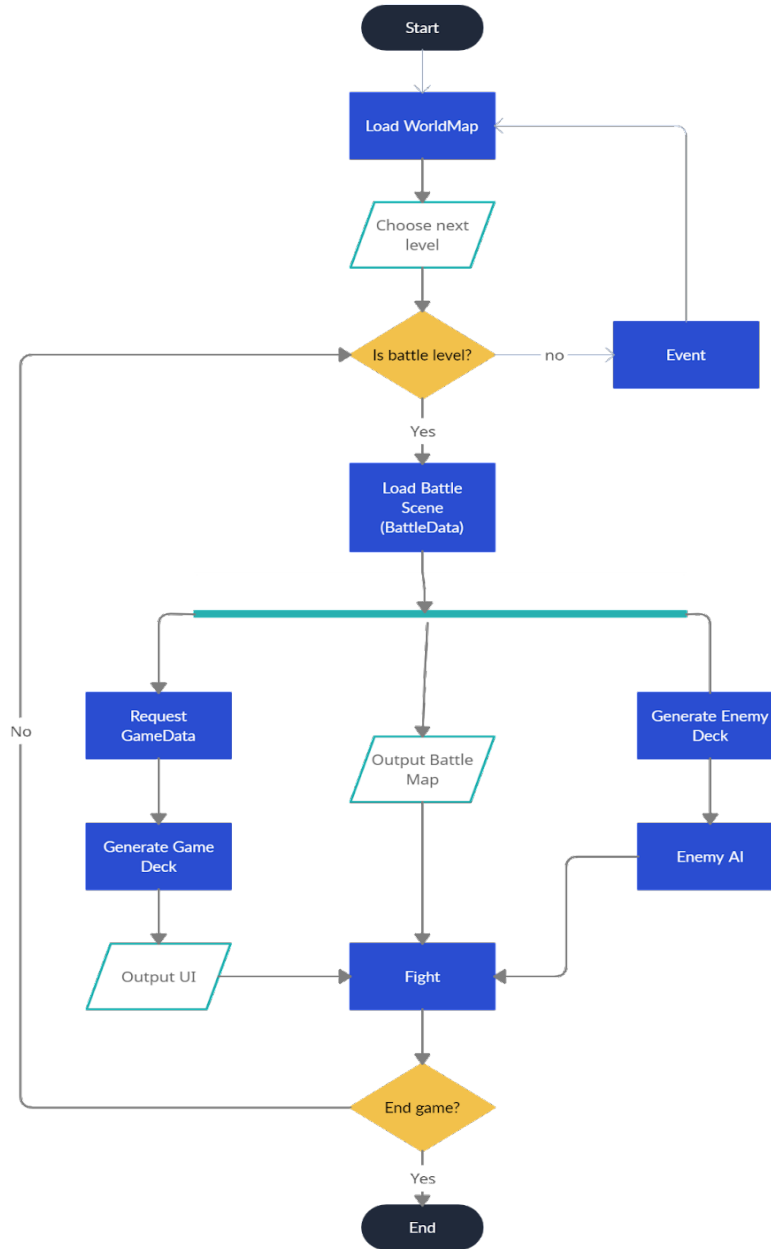 Start
Load WorldMap
Choose next
level
Is battle level?
no
Event
Yes
Load Battle
Scene
(BattleData)
No
Request
GameData
Output Battle
Map
Generate Enemy
Deck
Generate Game
Deck
Enemy AI
Output UI
Fight
End game?
Yes
End